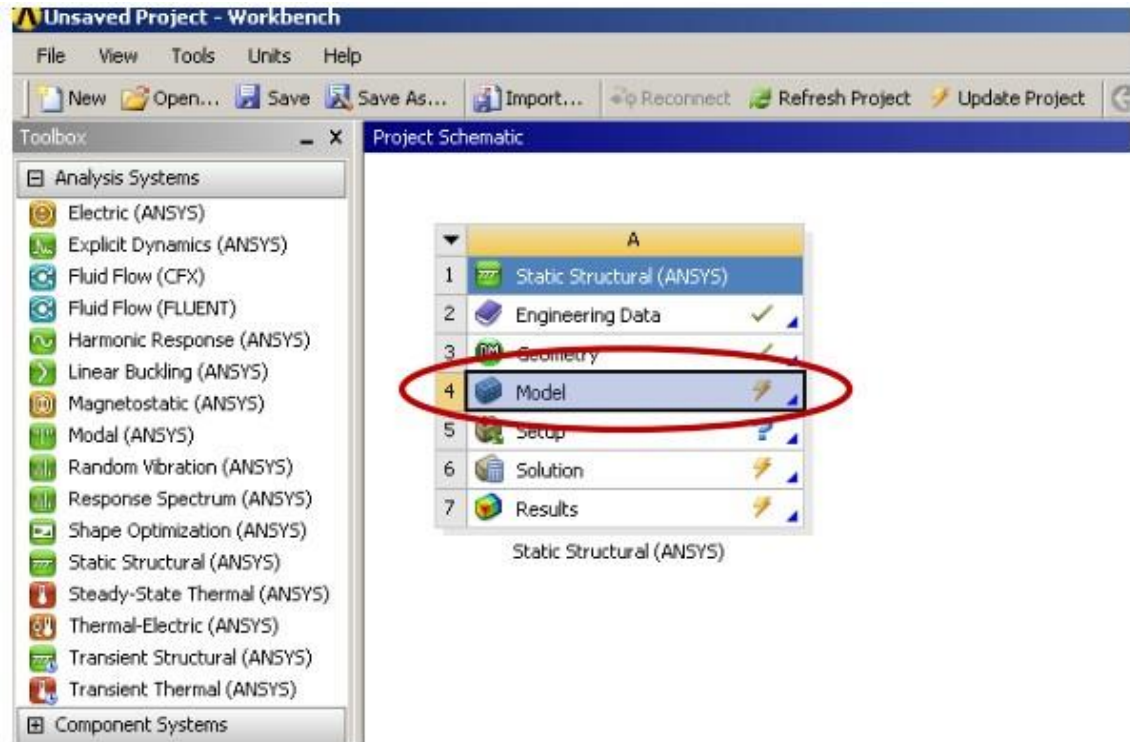 Unsaved Project - Workbench
File View Tools Units Help
New Open... Save Save As... Import... Reconnect Refresh Project Update Project
Toolbox X Project Schematic
Analysis Systems
Electric (ANSYS)
Explicit Dynamics (ANSYS)
Fluid Flow (CFX)
Fluid Flow (FLUENT)
Harmonic Response (ANSYS)
Linear Buckling (ANSYS)
Magnetostatic (ANSYS)
Modal (ANSYS)
Random Vibration (ANSYS)
Response Spectrum (ANSYS)
Shape Optimization (ANSYS)
Static Structural (ANSYS)
Steady-State Thermal (ANSYS)
Thermal-Electric (ANSYS)
Transient Structural (ANSYS)
Transient Thermal (ANSYS)
Component Systems
A
1 Static Structural (ANSYS)
2 Engineering Data
3 Geometry
4 Model
5 Setup ?
6 Solution
7 Results
Static Structural (ANSYS)